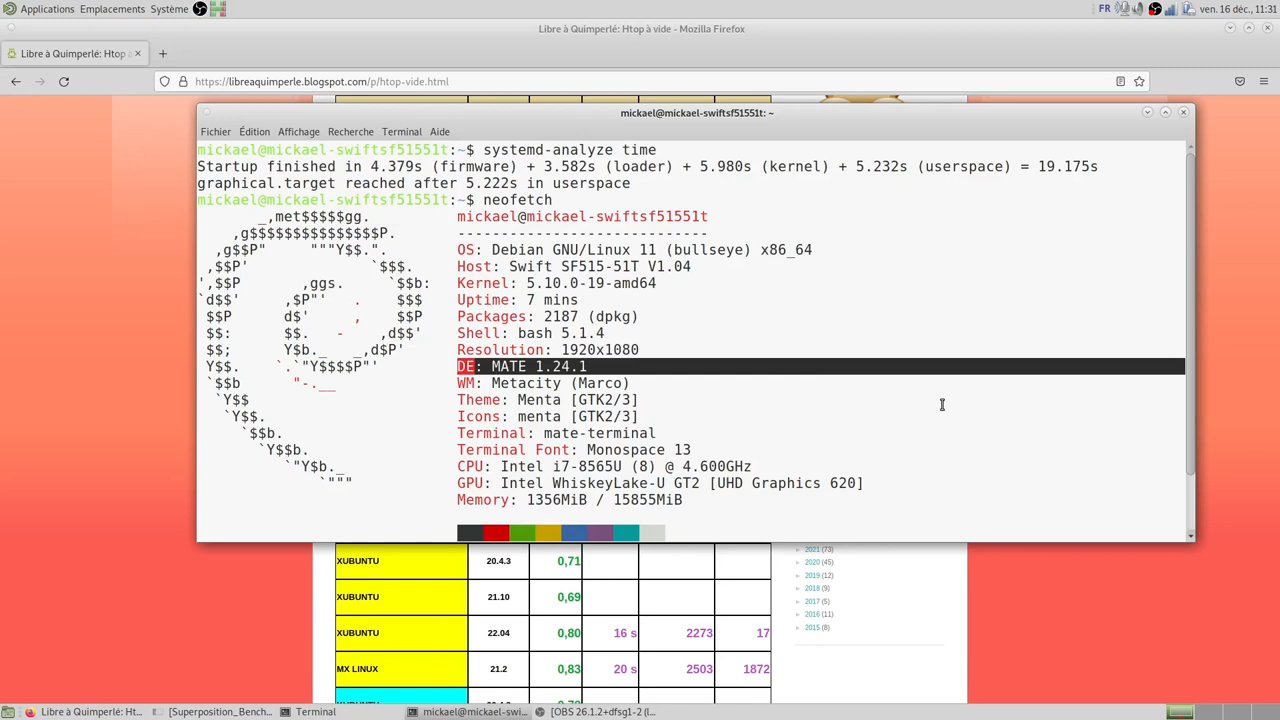 Applications Emplacements Système FR ven. 16 déc., 11:31
Libre à Quimperlé: Htop à vide - Mozilla Firefox
Libre à Quimperlé: Htop à
https://libreaquimperle.blogspot.com/p/htop-vide.html
mickael@mickael-swiftsf51551t: ~
Fichier Édition Affichage Recherche Terminal Aide
mickael@mickael-swiftsf51551t:~$ systemd-analyze time
Startup finished in 4.379s (firmware) + 3.582s (loader) + 5.980s (kernel) + 5.232s (userspace) = 19.175s
graphical.target reached after 5.222s in userspace
mickael@mickael-swiftsf51551t:~$ neofetch
_,met$$$$$gg. mickael@mickael-swiftsf51551t
,g$$$$$$$$$$$$$$$P. -----------------------------
,g$$P" """Y$$.". OS: Debian GNU/Linux 11 (bullseye) x86_64
,$$P' `$$$. Host: Swift SF515-51T V1.04
',$$P ,ggs. `$$b: Kernel: 5.10.0-19-amd64
`d$$' ,$P"' . $$$ Uptime: 7 mins
$$P d$' , $$P Packages: 2187 (dpkg)
$$: $$. - ,d$$' Shell: bash 5.1.4
$$; Y$b._ _,d$P' Resolution: 1920x1080
Y$$. `.`"Y$$$$P"' DE: MATE 1.24.1
`$$b "-.__ WM: Metacity (Marco)
`Y$$ Theme: Menta [GTK2/3]
`Y$$. Icons: menta [GTK2/3]
`$$b. Terminal: mate-terminal
`Y$$b. Terminal Font: Monospace 13
`"Y$b._ CPU: Intel i7-8565U (8) @ 4.600GHz
`""" GPU: Intel WhiskeyLake-U GT2 [UHD Graphics 620]
Memory: 1356MiB / 15855MiB
XUBUNTU 20.4.3 0,71
XUBUNTU 21.10 0,69
XUBUNTU 22.04 0,80 16 s 2273 17
MX LINUX 21.2 0,83 20 s 2503 1872
► 2021 (73)
► 2020 (45)
► 2019 (12)
► 2018 (9)
► 2017 (5)
► 2016 (11)
► 2015 (8)
Libre à Quimperlé: Ht... [Superposition_Bench... Terminal mickael@mickael-swi... [OBS 26.1.2+dfsg1-2 (l...